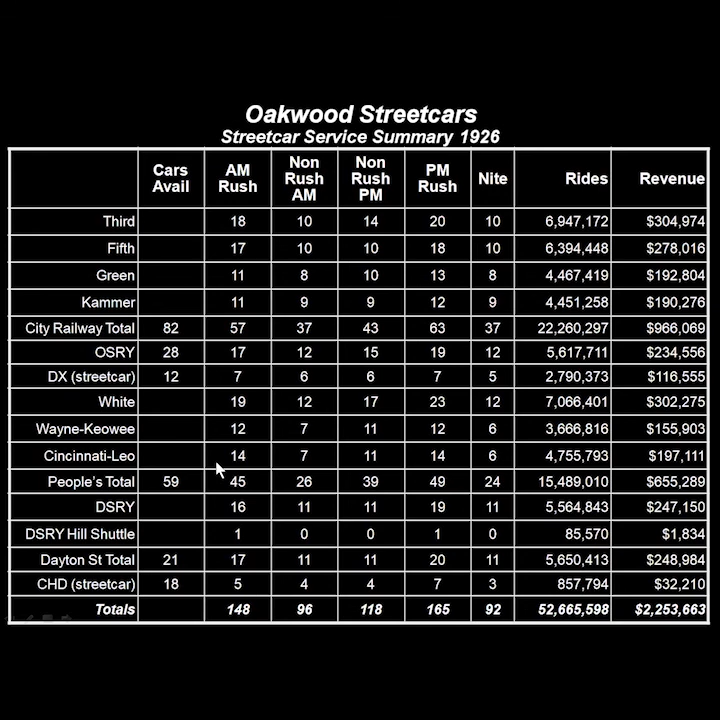 Oakwood Streetcars
Streetcar Service Summary 1926
Cars Avail AM Rush Non Rush AM Non Rush PM PM Rush Nite Rides Revenue
Third 18 10 14 20 10 6,947,172 $304,974
Fifth 17 10 10 18 10 6,394,448 $278,016
Green 11 8 10 13 8 4,467,419 $192,804
Kammer 11 9 9 12 9 4,451,258 $190,276
City Railway Total 82 57 37 43 63 37 22,260,297 $966,069
OSRY 28 17 12 15 19 12 5,617,711 $234,556
DX (streetcar) 12 7 6 6 7 5 2,790,373 $116,555
White 19 12 17 23 12 7,066,401 $302,275
Wayne-Keowee 12 7 11 12 6 3,666,816 $155,903
Cincinnati-Leo 14 7 11 14 6 4,755,793 $197,111
People's Total 59 45 26 39 49 24 15,489,010 $655,289
DSRY 16 11 11 19 11 5,564,843 $247,150
DSRY Hill Shuttle 1 0 0 1 0 85,570 $1,834
Dayton St Total 21 17 11 11 20 11 5,650,413 $248,984
CHD (streetcar) 18 5 4 4 7 3 857,794 $32,210
Totals 148 96 118 165 92 52,665,598 $2,253,663